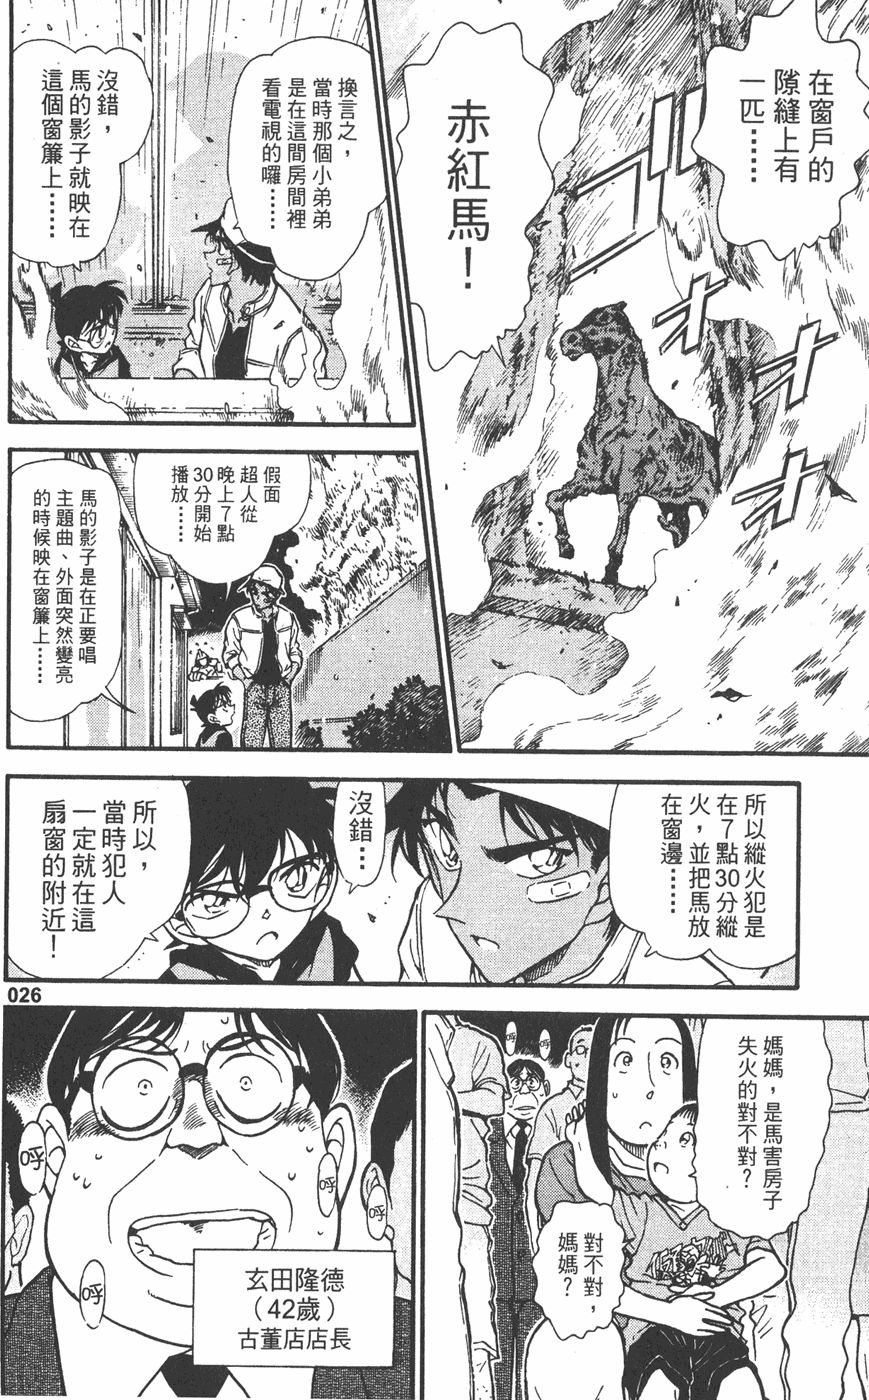 在窗戶的
隙縫上有
一匹……
赤紅馬！
ゴオオオ
換言之，
當時那個小弟弟
是在這間房間裡
看電視的囉……
沒錯，
馬的影子就映在
這個窗簾上……
假面
超人從
晚上7點
30分開始
播放……
馬的影子是在正要唱
主題曲、外面突然變亮
的時候映在窗簾上……
所以縱火犯是
在7點30分縱
火，並把馬放
在窗邊……
沒錯…
所以，
當時犯人
一定就在這
扇窗的附近！
026
媽媽，是馬害房子
失火的對不對？
對不對，
媽媽？
呼
呼
呼
呼
呼
呼
玄田隆德
（42歲）
古董店店長